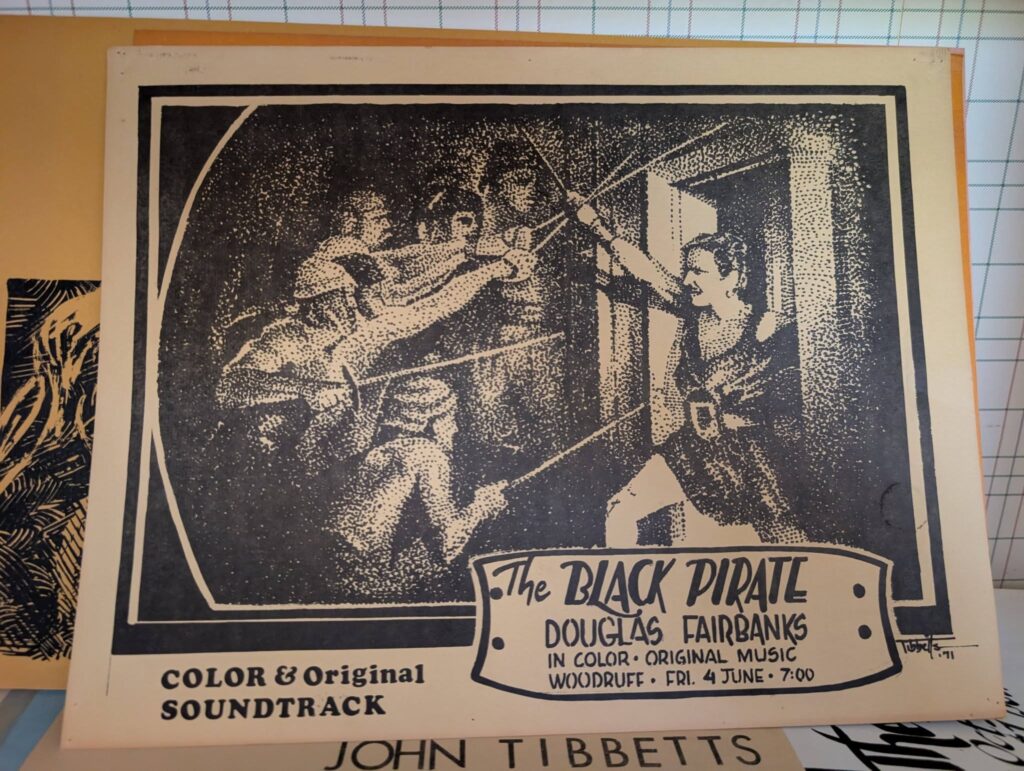 The BLACK PIRATE
DOUGLAS FAIRBANKS
IN COLOR • ORIGINAL MUSIC
WOODRUFF • FRI. 4 JUNE • 7:00
Tibbetts
'71
COLOR & Original
SOUNDTRACK
JOHN TIBBETTS
The